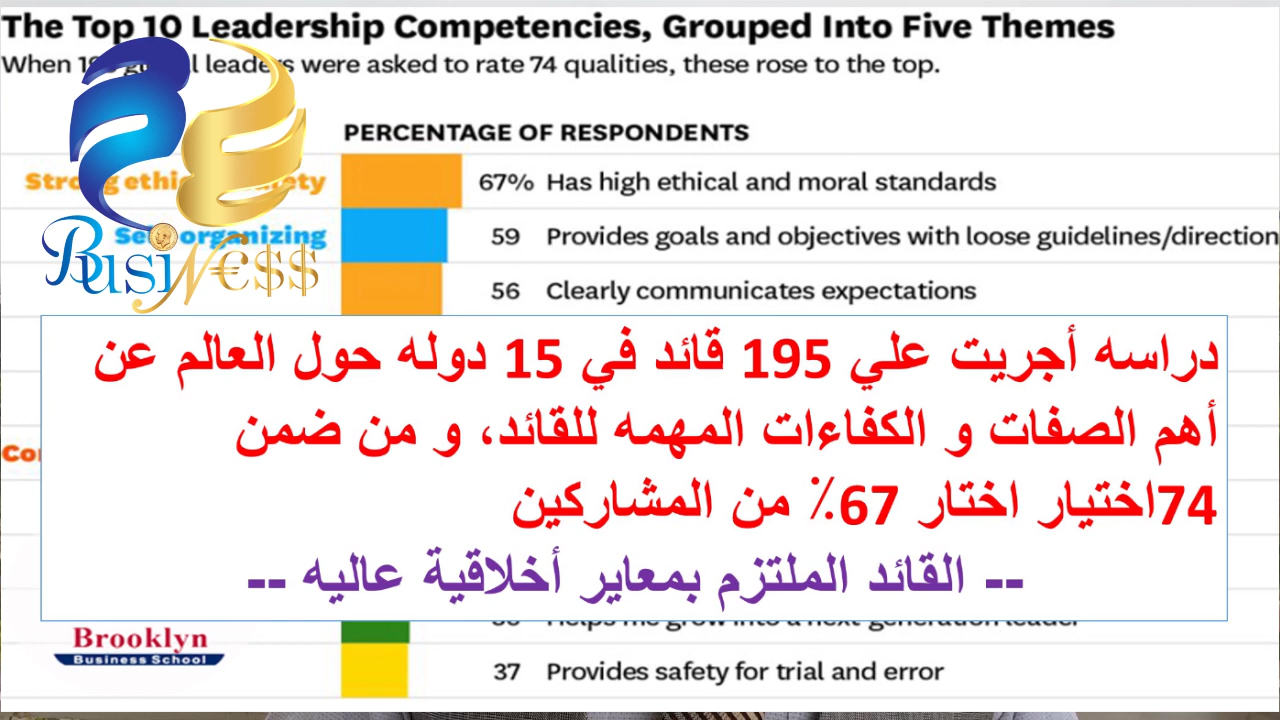 The Top 10 Leadership Competencies, Grouped Into Five Themes
When leaders were asked to rate 74 qualities, these rose to the top.
PERCENTAGE OF RESPONDENTS
67% Has high ethical and moral standards
59 Provides goals and objectives with loose guidelines/direction
56 Clearly communicates expectations
BusiN€$$
دراسه أجريت علي 195 قائد في 15 دوله حول العالم عن
أهم الصفات و الكفاءات المهمه للقائد، و من ضمن
74اختيار اختار 67٪ من المشاركين
-- القائد الملتزم بمعاير أخلاقية عاليه --
Brooklyn
Business School
37 Provides safety for trial and error